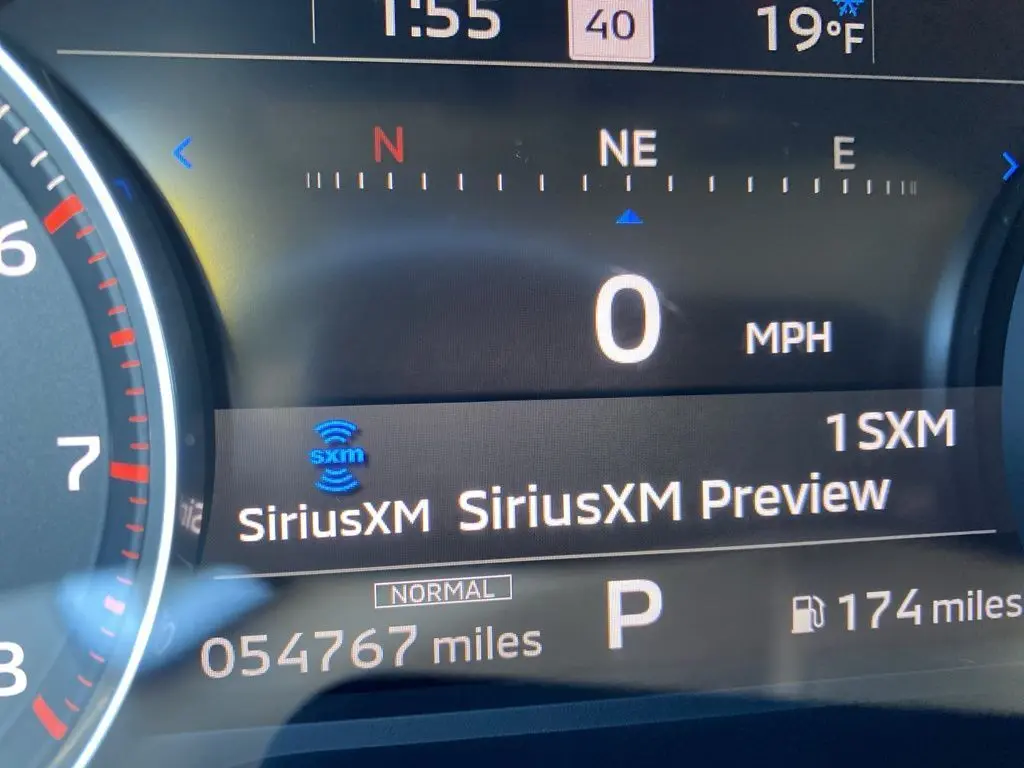 1:55
40
19°F
N NE E
0 MPH
6
7
8
sxm
1 SXM
SiriusXM SiriusXM Preview
NORMAL
P
054767 miles
174 miles